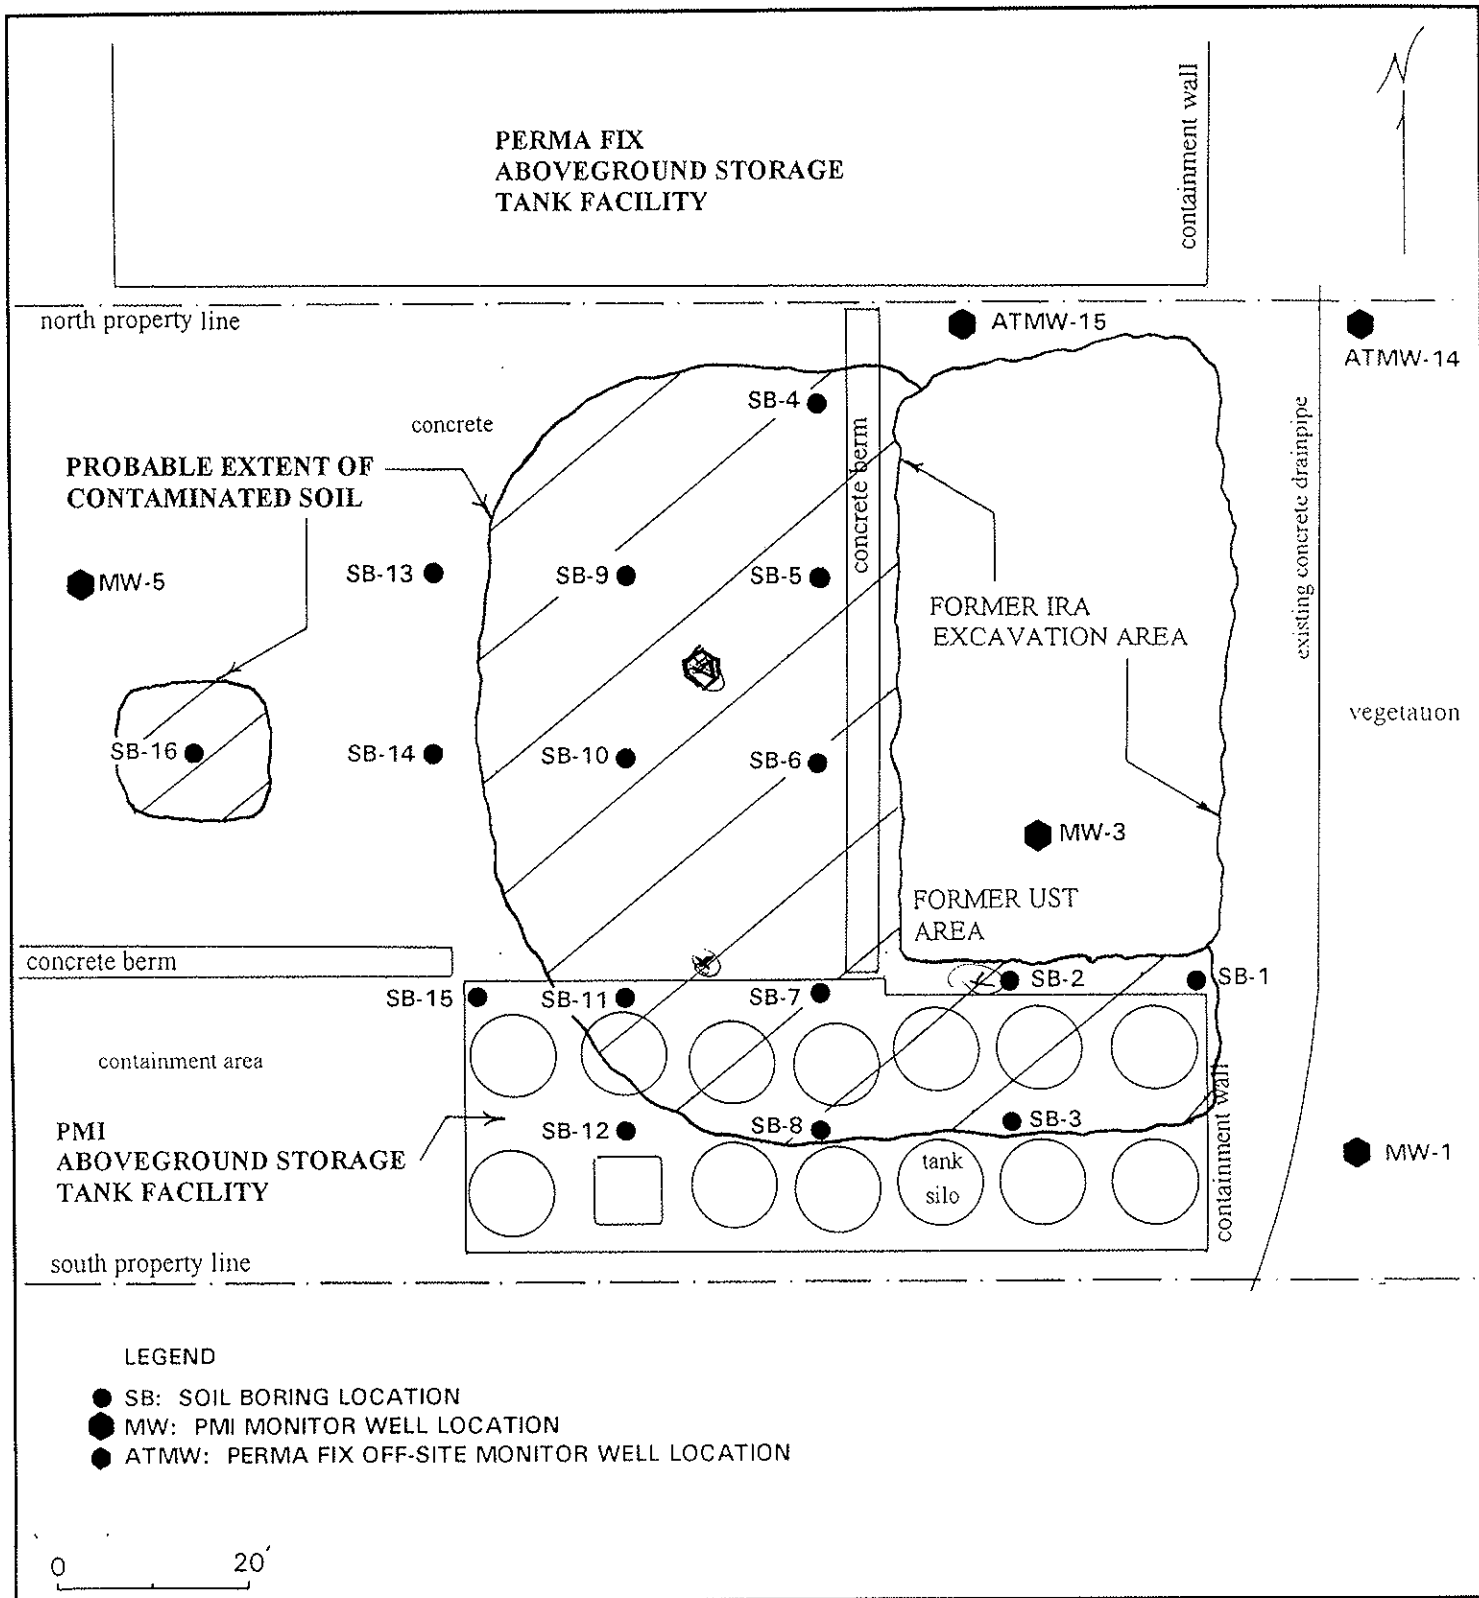 containment wall
PERMA FIX
ABOVEGROUND STORAGE
TANK FACILITY
N
north property line
ATMW-15
ATMW-14
SB-4
concrete
concrete berm
existing concrete drainpipe
PROBABLE EXTENT OF
CONTAMINATED SOIL
MW-5
SB-13
SB-9
SB-5
FORMER IRA
EXCAVATION AREA
vegetation
SB-16
SB-14
SB-10
SB-6
MW-3
FORMER UST
AREA
concrete berm
SB-2
SB-1
SB-15
SB-11
SB-7
containment area
containment wall
SB-3
SB-12
SB-8
PMI
ABOVEGROUND STORAGE
TANK FACILITY
MW-1
tank
silo
south property line
LEGEND
SB: SOIL BORING LOCATION
MW: PMI MONITOR WELL LOCATION
ATMW: PERMA FIX OFF-SITE MONITOR WELL LOCATION
0 20'